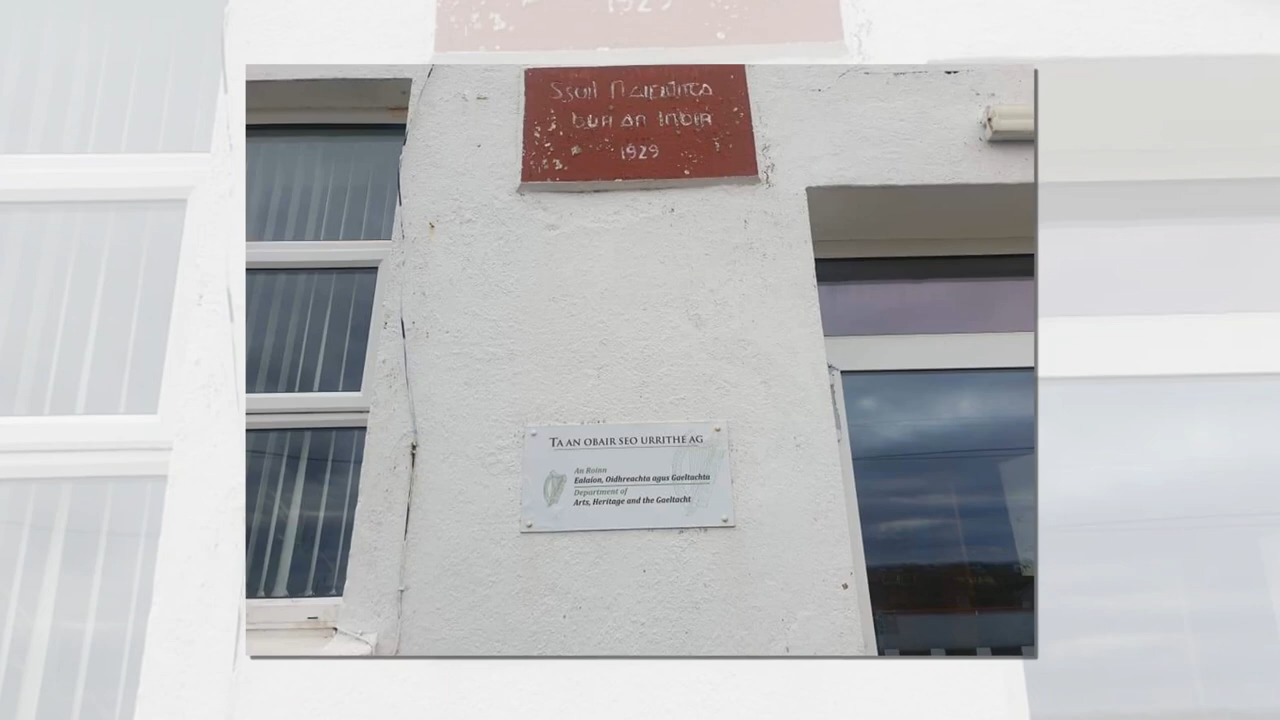 Sgoil Náisiúnta
bun an inbir
1929
TA AN OBAIR SEO URRITHE AG
An Roinn
Ealaíon, Oidhreachta agus Gaeltachta
Department of
Arts, Heritage and the Gaeltacht